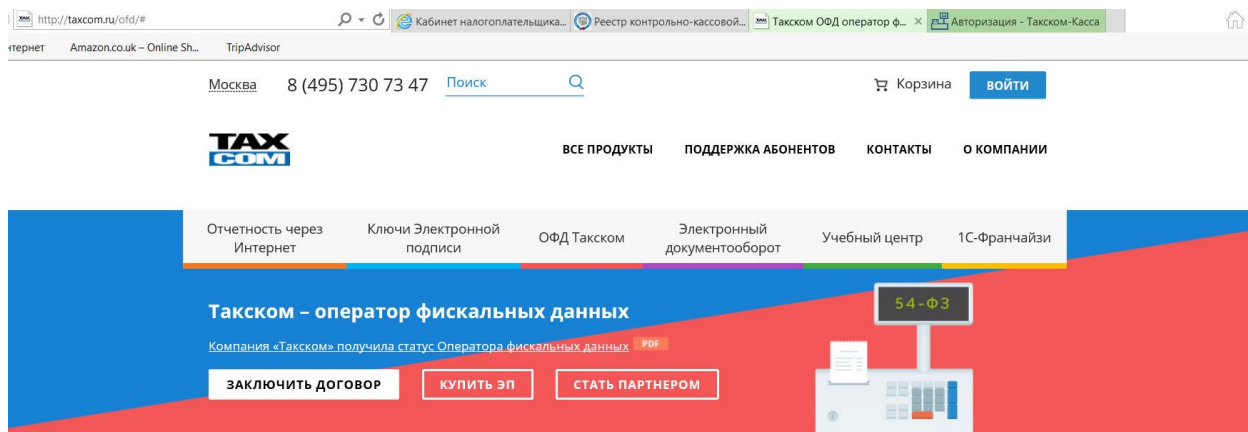 http://taxcom.ru/ofd/#
Кабинет налогоплательщика...
Реестр контрольно-кассовой...
Такском ОФД оператор ф...
Авторизация - Такском-Касса
Amazon.co.uk – Online Sh...
TripAdvisor
Москва
8 (495) 730 73 47
Поиск
Корзина
ВОЙТИ
TAX
COM
ВСЕ ПРОДУКТЫ
ПОДДЕРЖКА АБОНЕНТОВ
КОНТАКТЫ
О КОМПАНИИ
Отчетность через
Интернет
Ключи Электронной
подписи
ОФД Такском
Электронный
документооборот
Учебный центр
1С-Франчайзи
Такском – оператор фискальных данных
Компания «Такском» получила статус Оператора фискальных данных PDF
ЗАКЛЮЧИТЬ ДОГОВОР
КУПИТЬ ЭП
СТАТЬ ПАРТНЕРОМ
54-ФЗ